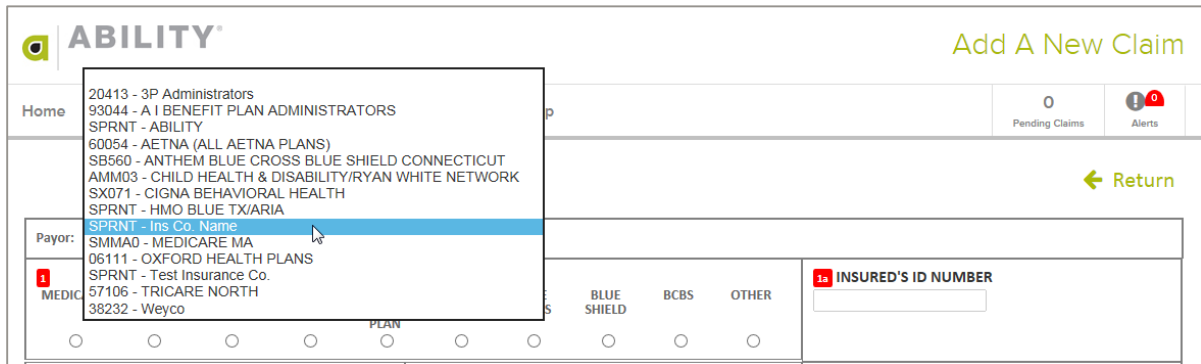 a ABILITY®
Add A New Claim
20413 - 3P Administrators
93044 - A I BENEFIT PLAN ADMINISTRATORS
SPRNT - ABILITY
60054 - AETNA (ALL AETNA PLANS)
SB560 - ANTHEM BLUE CROSS BLUE SHIELD CONNECTICUT
AMM03 - CHILD HEALTH & DISABILITY/RYAN WHITE NETWORK
SX071 - CIGNA BEHAVIORAL HEALTH
SPRNT - HMO BLUE TX/ARIA
SPRNT - Ins Co. Name
SMMA0 - MEDICARE MA
06111 - OXFORD HEALTH PLANS
SPRNT - Test Insurance Co.
57106 - TRICARE NORTH
38232 - Weyco
Home
0
Pending Claims
0
Alerts
Return
Payor:
1
PLAN
BLUE
SHIELD
BCBS
OTHER
1a INSURED'S ID NUMBER